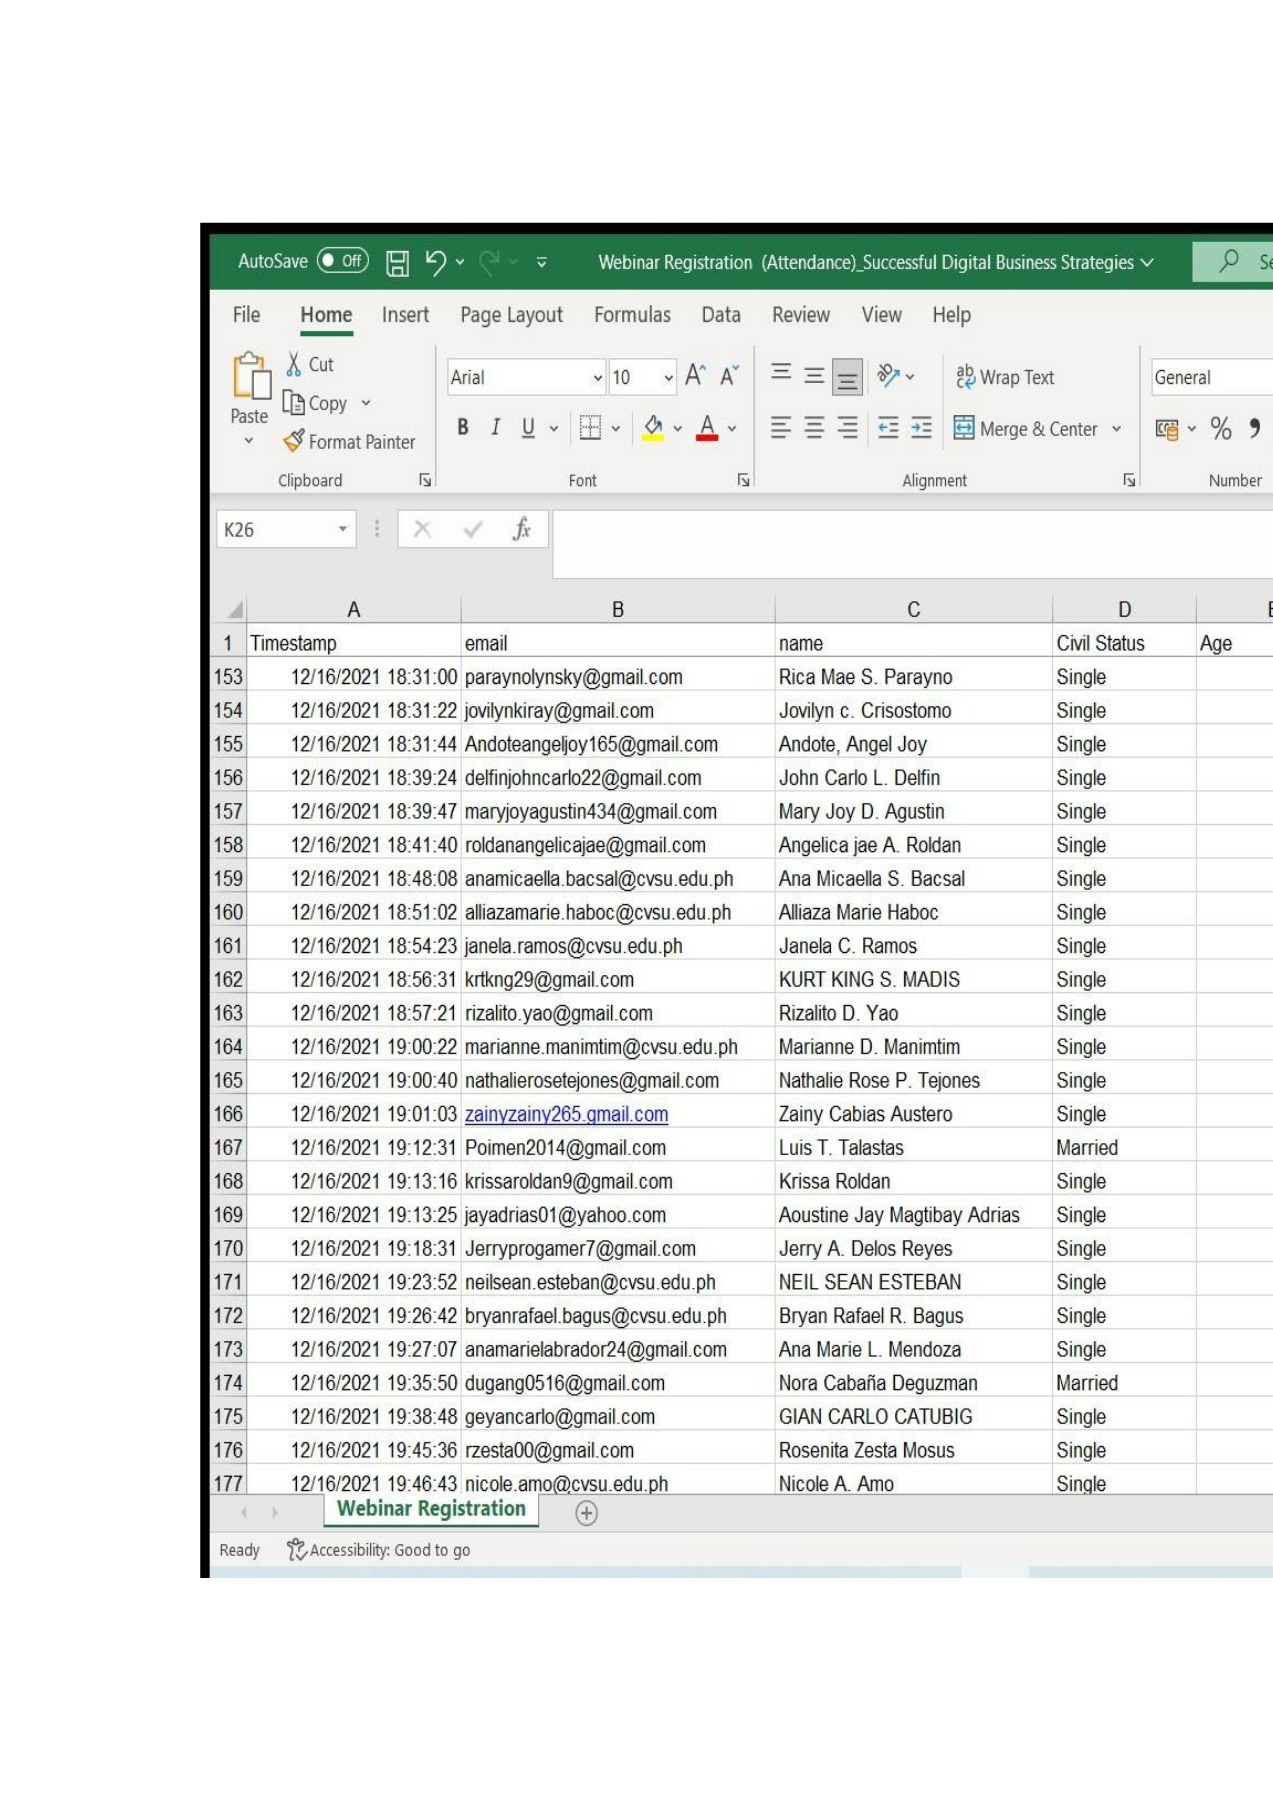 AutoSave Off Webinar Registration (Attendance)_Successful Digital Business Strategies
File Home Insert Page Layout Formulas Data Review View Help
Paste Cut Copy Format Painter Arial 10 A A Wrap Text General
B I U A Merge & Center % ,
Clipboard Font Alignment Number
K26 fx
A B C D
1 Timestamp email name Civil Status Age
153 12/16/2021 18:31:00 paraynolynsky@gmail.com Rica Mae S. Parayno Single
154 12/16/2021 18:31:22 jovilynkiray@gmail.com Jovilyn c. Crisostomo Single
155 12/16/2021 18:31:44 Andoteangeljoy165@gmail.com Andote, Angel Joy Single
156 12/16/2021 18:39:24 delfinjohncarlo22@gmail.com John Carlo L. Delfin Single
157 12/16/2021 18:39:47 maryjoyagustin434@gmail.com Mary Joy D. Agustin Single
158 12/16/2021 18:41:40 roldanangelicajae@gmail.com Angelica jae A. Roldan Single
159 12/16/2021 18:48:08 anamicaella.bacsal@cvsu.edu.ph Ana Micaella S. Bacsal Single
160 12/16/2021 18:51:02 alliazamarie.haboc@cvsu.edu.ph Alliaza Marie Haboc Single
161 12/16/2021 18:54:23 janela.ramos@cvsu.edu.ph Janela C. Ramos Single
162 12/16/2021 18:56:31 krtkng29@gmail.com KURT KING S. MADIS Single
163 12/16/2021 18:57:21 rizalito.yao@gmail.com Rizalito D. Yao Single
164 12/16/2021 19:00:22 marianne.manimtim@cvsu.edu.ph Marianne D. Manimtim Single
165 12/16/2021 19:00:40 nathalierosetejones@gmail.com Nathalie Rose P. Tejones Single
166 12/16/2021 19:01:03 zainyzainy265.gmail.com Zainy Cabias Austero Single
167 12/16/2021 19:12:31 Poimen2014@gmail.com Luis T. Talastas Married
168 12/16/2021 19:13:16 krissaroldan9@gmail.com Krissa Roldan Single
169 12/16/2021 19:13:25 jayadrias01@yahoo.com Aoustine Jay Magtibay Adrias Single
170 12/16/2021 19:18:31 Jerryprogamer7@gmail.com Jerry A. Delos Reyes Single
171 12/16/2021 19:23:52 neilsean.esteban@cvsu.edu.ph NEIL SEAN ESTEBAN Single
172 12/16/2021 19:26:42 bryanrafael.bagus@cvsu.edu.ph Bryan Rafael R. Bagus Single
173 12/16/2021 19:27:07 anamarielabrador24@gmail.com Ana Marie L. Mendoza Single
174 12/16/2021 19:35:50 dugang0516@gmail.com Nora Cabaña Deguzman Married
175 12/16/2021 19:38:48 geyancarlo@gmail.com GIAN CARLO CATUBIG Single
176 12/16/2021 19:45:36 rzesta00@gmail.com Rosenita Zesta Mosus Single
177 12/16/2021 19:46:43 nicole.amo@cvsu.edu.ph Nicole A. Amo Single
Webinar Registration
Ready Accessibility: Good to go